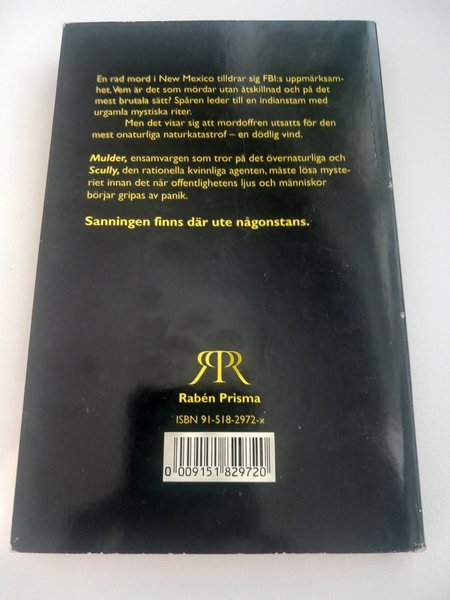 En rad mord i New Mexico tilldrar sig FBI:s uppmärksam-
het. Vem är det som mördar utan åtskillnad och på det
mest brutala sätt? Spåren leder till en indianstam med
urgamla mystiska riter.
Men det visar sig att mordoffren utsatts för den
mest onaturliga naturkatastrof – en dödlig vind.
Mulder, ensamvargen som tror på det övernaturliga och
Scully, den rationella kvinnliga agenten, måste lösa myste-
riet innan det når offentlighetens ljus och människor
börjar gripas av panik.
Sanningen finns där ute någonstans.
RPR
Rabén Prisma
ISBN 91-518-2972-x
0 009151 829720